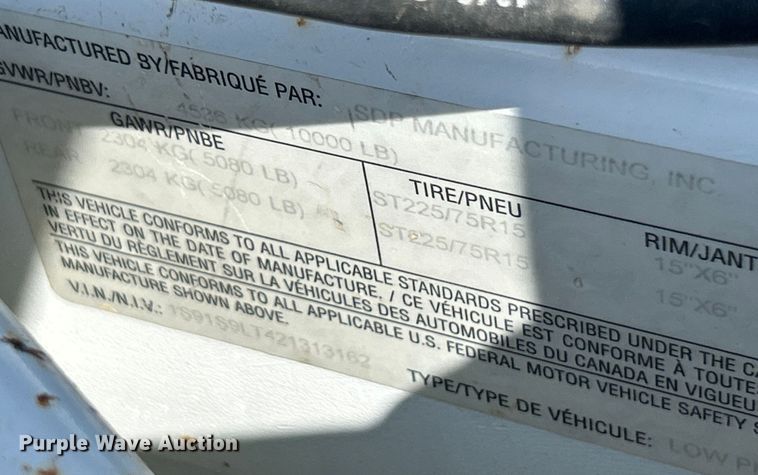 ANUFACTURED BY/FABRIQUÉ PAR: SDP MANUFACTURING, INC
GVWR/PNBV: 4536 KG( 10000 LB)
GAWR/PNBE TIRE/PNEU RIM/JANT
FRONT 2304 KG( 5080 LB) ST225/75R15 15"X6"
REAR 2304 KG( 5080 LB) ST225/75R15 15"X6"
THIS VEHICLE CONFORMS TO ALL APPLICABLE STANDARDS PRESCRIBED UNDER THE CA
IN EFFECT ON THE DATE OF MANUFACTURE. / CE VÉHICULE EST CONFORME À TOUTE
VERTU DU RÈGLEMENT SUR LA VÉHICULES DES AUTOMOBILES DU CANADA EN VIGUEU
THIS VEHICLE CONFORMS TO ALL APPLICABLE U.S. FEDERAL MOTOR VEHICLE SAFETY S
MANUFACTURE SHOWN ABOVE.
V.I.N./N.I.V.: 1S91S9LT421313162
TYPE/TYPE DE VÉHICULE: LOW
Purple Wave Auction